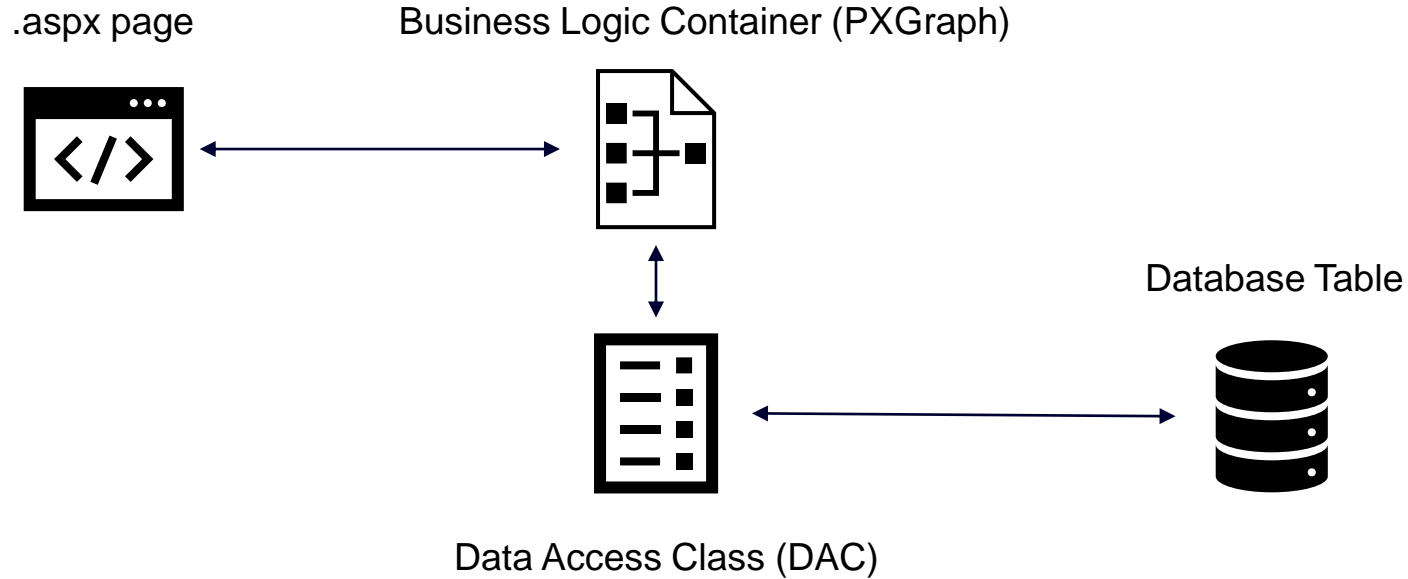 .aspx page
Business Logic Container (PXGraph)
</>
Database Table
Data Access Class (DAC)